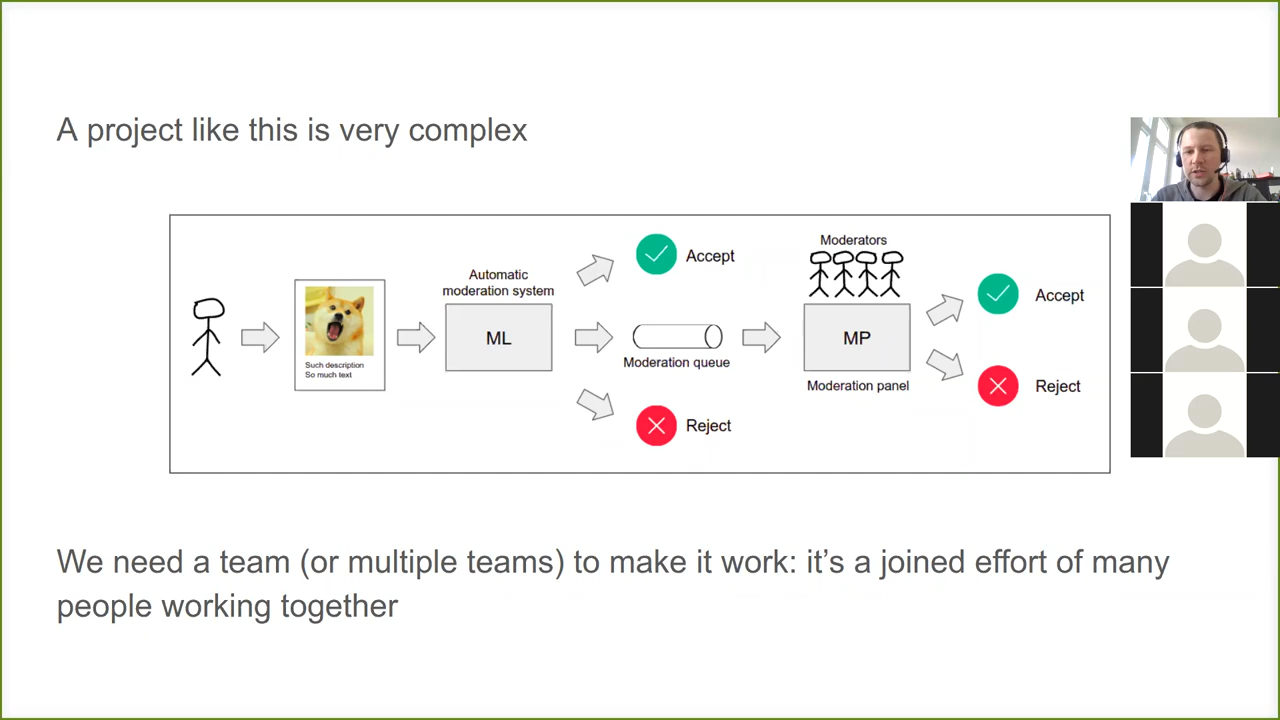 A project like this is very complex
Moderators
Accept
Automatic
moderation system
Accept
ML
MP
Such description
So much text
Moderation queue
Moderation panel
Reject
Reject
We need a team (or multiple teams) to make it work: it's a joined effort of many
people working together